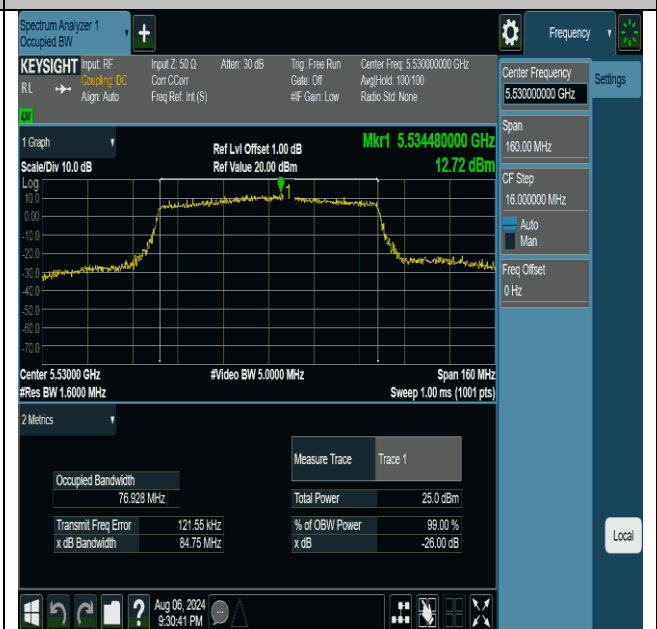 Spectrum Analyzer 1
Occupied BW
Frequency
KEYSIGHT
RL
Input: RF
Coupling: DC
Align: Auto
Input Z: 50 Ω
Corr CCorr
Freq Ref: Int (S)
Atten: 30 dB
Trig: Free Run
Gate: Off
#IF Gain: Low
Center Freq: 5.530000000 GHz
Avg|Hold: 100/100
Radio Std: None
Center Frequency
5.530000000 GHz
Settings
Span
160.00 MHz
CF Step
16.000000 MHz
Auto
Man
Freq Offset
0 Hz
Local
1 Graph
Scale/Div 10.0 dB
Ref Lvl Offset 1.00 dB
Ref Value 20.00 dBm
Mkr1 5.534480000 GHz
12.72 dBm
Log
10.0
0.00
-10.0
-20.0
-30.0
-40.0
-50.0
-60.0
-70.0
1
Center 5.53000 GHz
#Res BW 1.6000 MHz
#Video BW 5.0000 MHz
Span 160 MHz
Sweep 1.00 ms (1001 pts)
2 Metrics
Measure Trace Trace 1
Occupied Bandwidth
76.928 MHz
Total Power 25.0 dBm
Transmit Freq Error 121.55 kHz
% of OBW Power 99.00 %
x dB Bandwidth 84.75 MHz
x dB -26.00 dB
?
Aug 06, 2024
9:30:41 PM